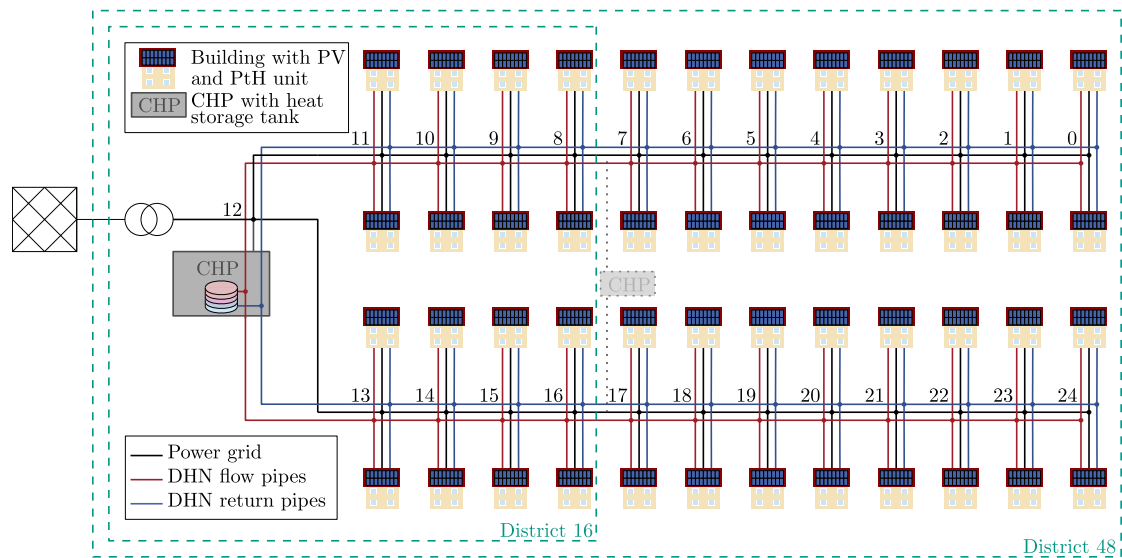 Building with PV
and PtH unit
CHP
CHP with heat
storage tank
11 10 9 8 7 6 5 4 3 2 1 0
12
CHP
CHP
13 14 15 16 17 18 19 20 21 22 23 24
Power grid
DHN flow pipes
DHN return pipes
District 16
District 48